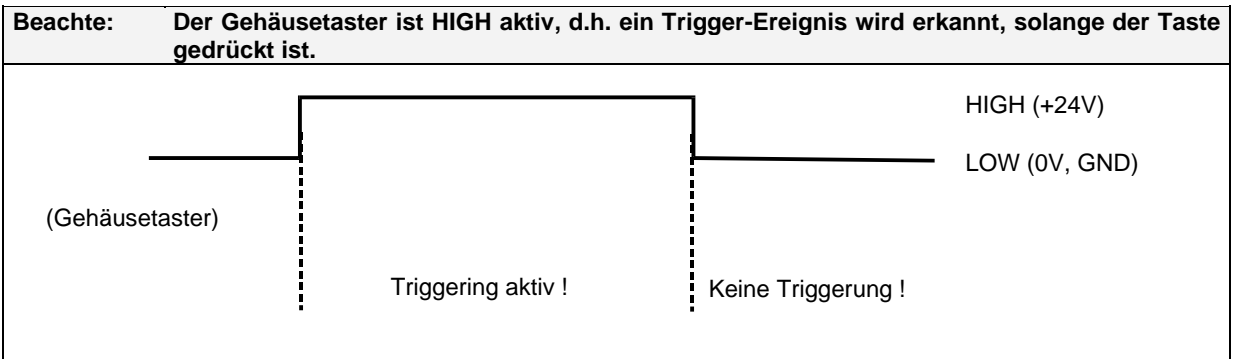 Beachte: Der Gehäusetaster ist HIGH aktiv, d.h. ein Trigger-Ereignis wird erkannt, solange der Taste
gedrückt ist.
HIGH (+24V)
LOW (0V, GND)
(Gehäusetaster)
Triggering aktiv ! Keine Triggerung !